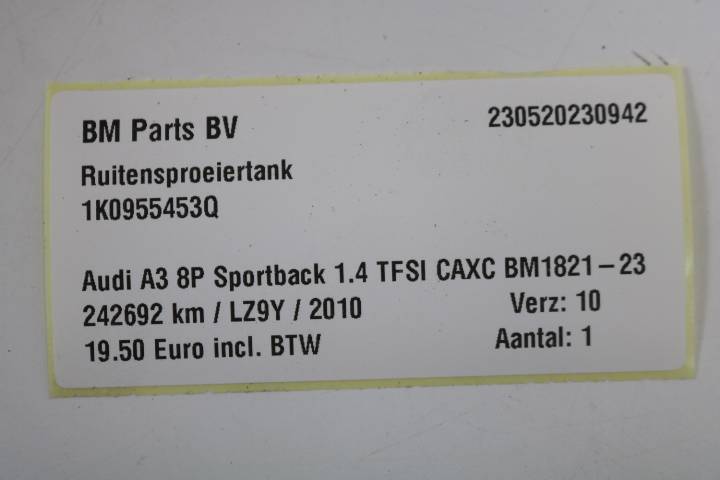 BM Parts BV 230520230942
Ruitensproeiertank
1K0955453Q
Audi A3 8P Sportback 1.4 TFSI CAXC BM1821-23
242692 km / LZ9Y / 2010 Verz: 10
19.50 Euro incl. BTW Aantal: 1